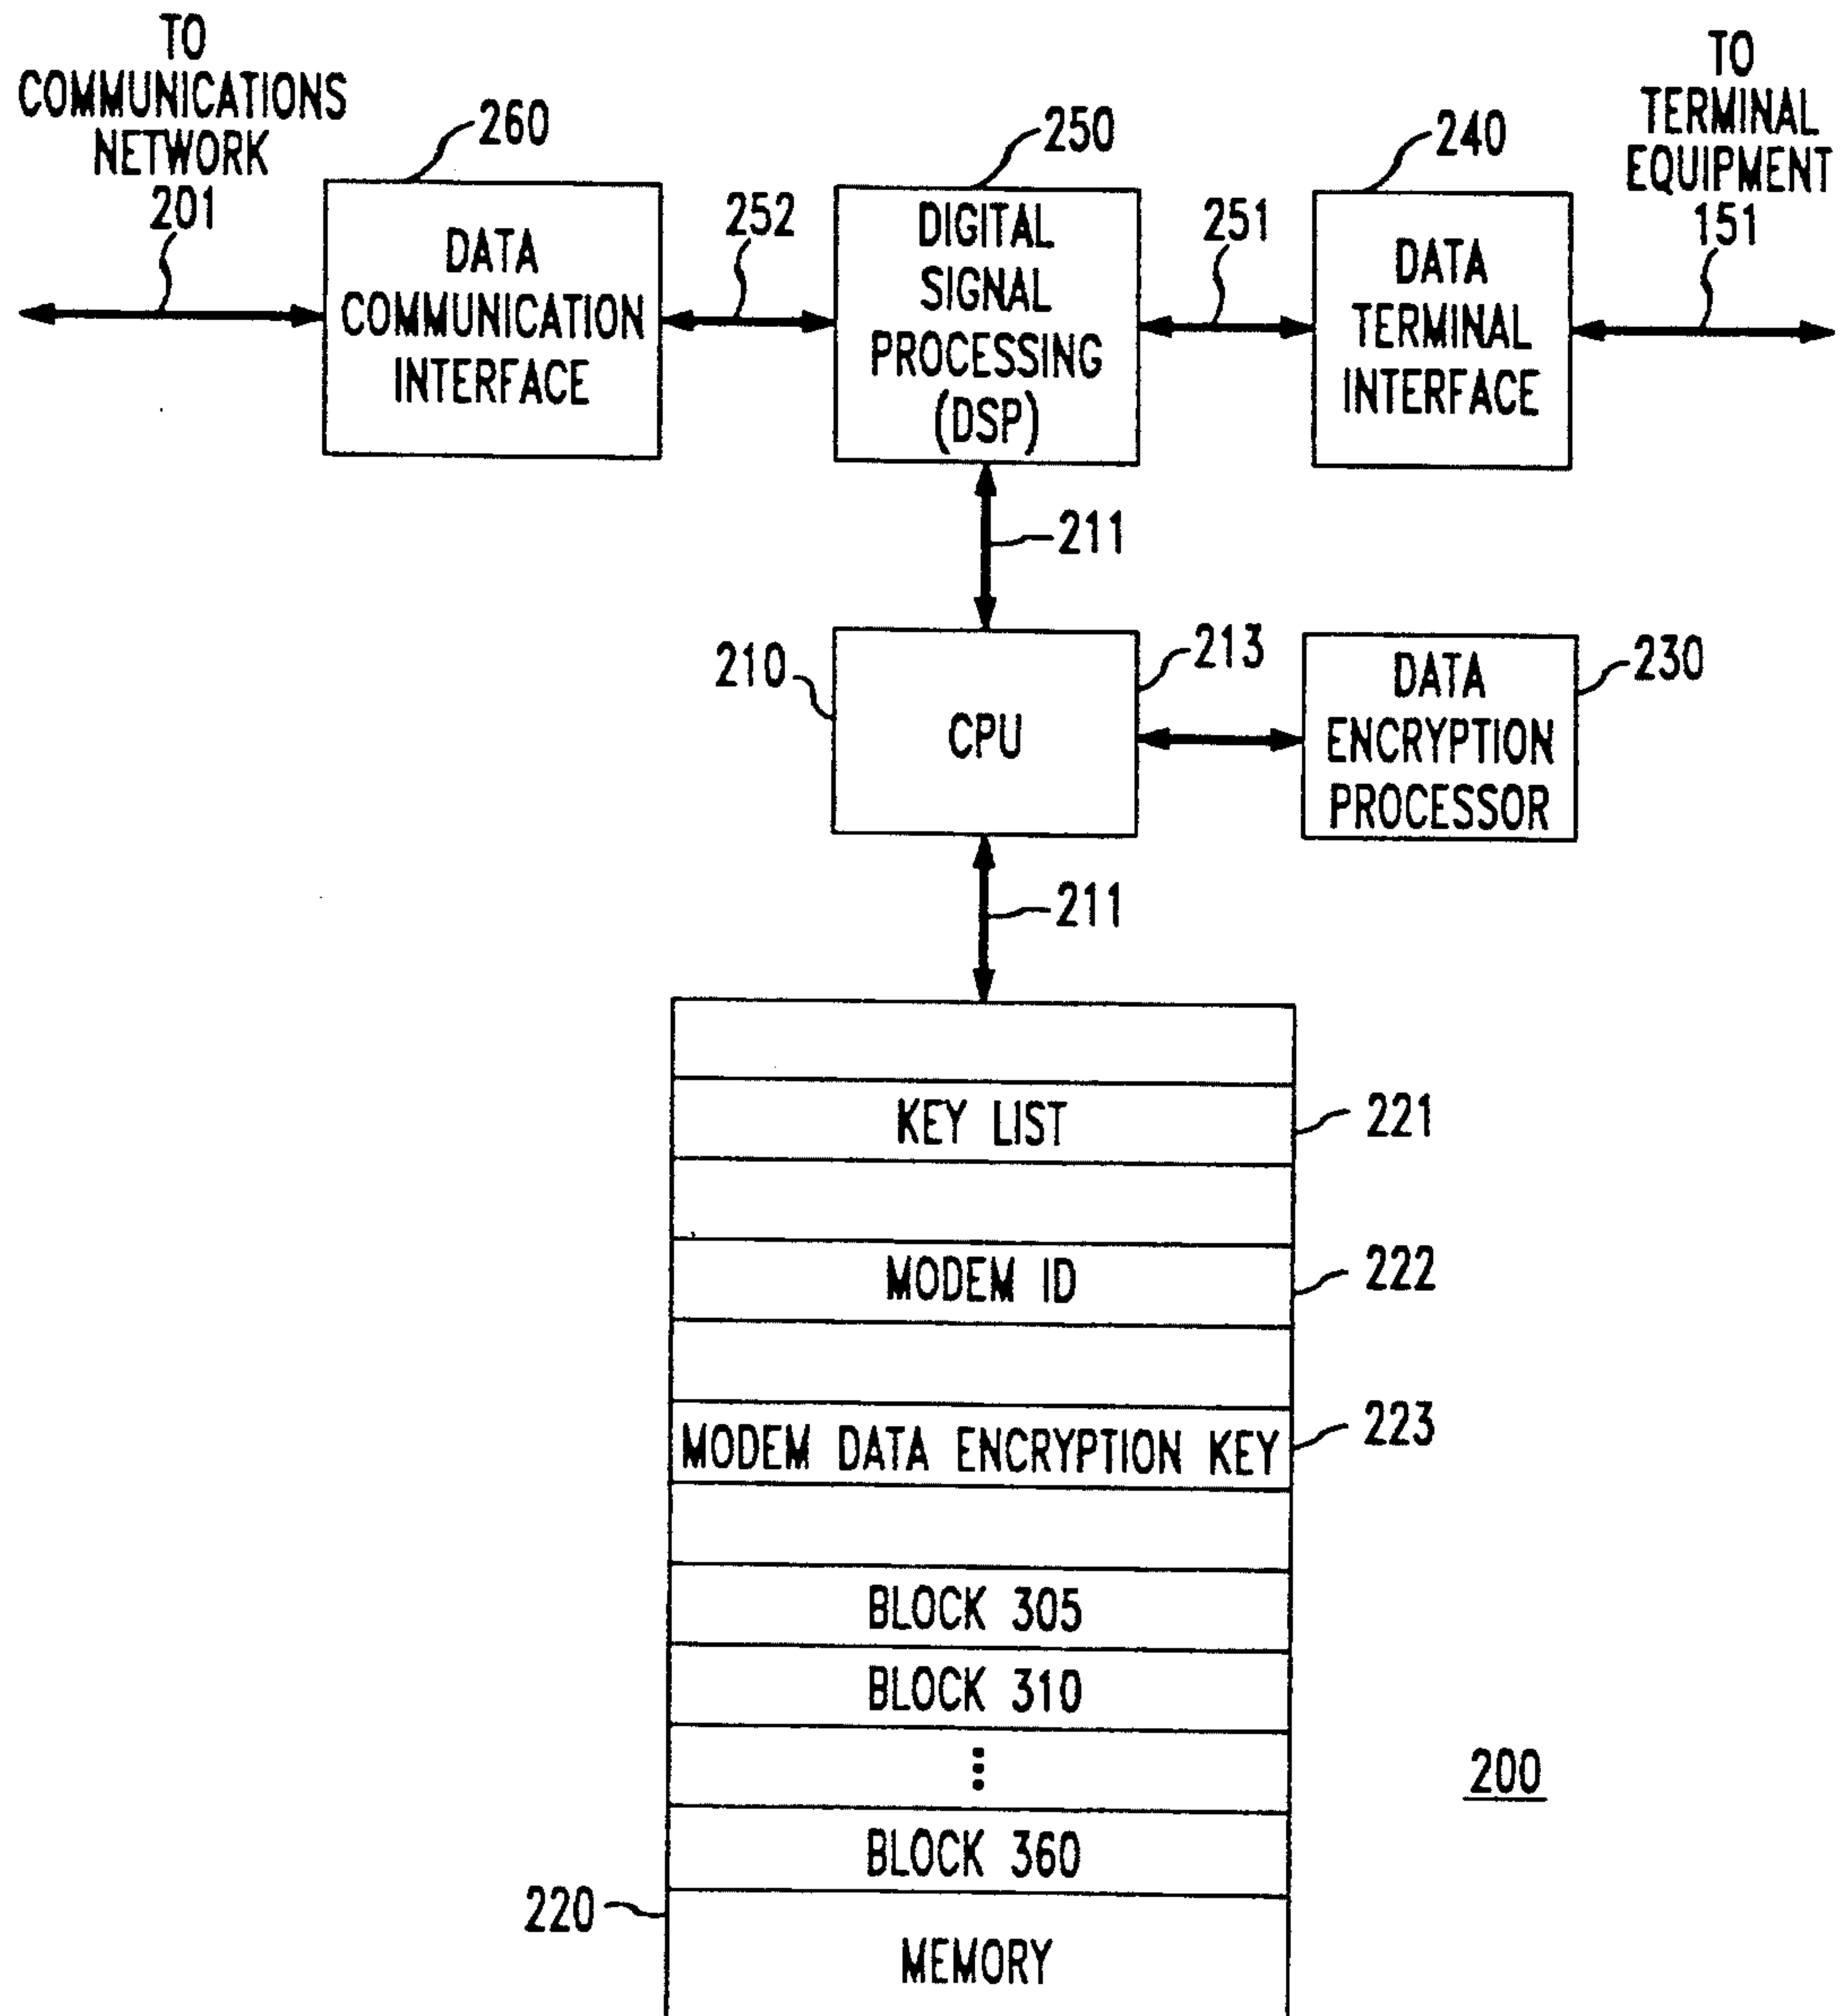 TO
COMMUNICATIONS
NETWORK
201
260
DATA
COMMUNICATION
INTERFACE
252
250
DIGITAL
SIGNAL
PROCESSING
(DSP)
251
240
DATA
TERMINAL
INTERFACE
TO
TERMINAL
EQUIPMENT
151
211
210
CPU
213
DATA
ENCRYPTION
PROCESSOR
230
211
KEY LIST
221
MODEM ID
222
MODEM DATA ENCRYPTION KEY
223
BLOCK 305
BLOCK 310
⋮
BLOCK 360
220
MEMORY
200